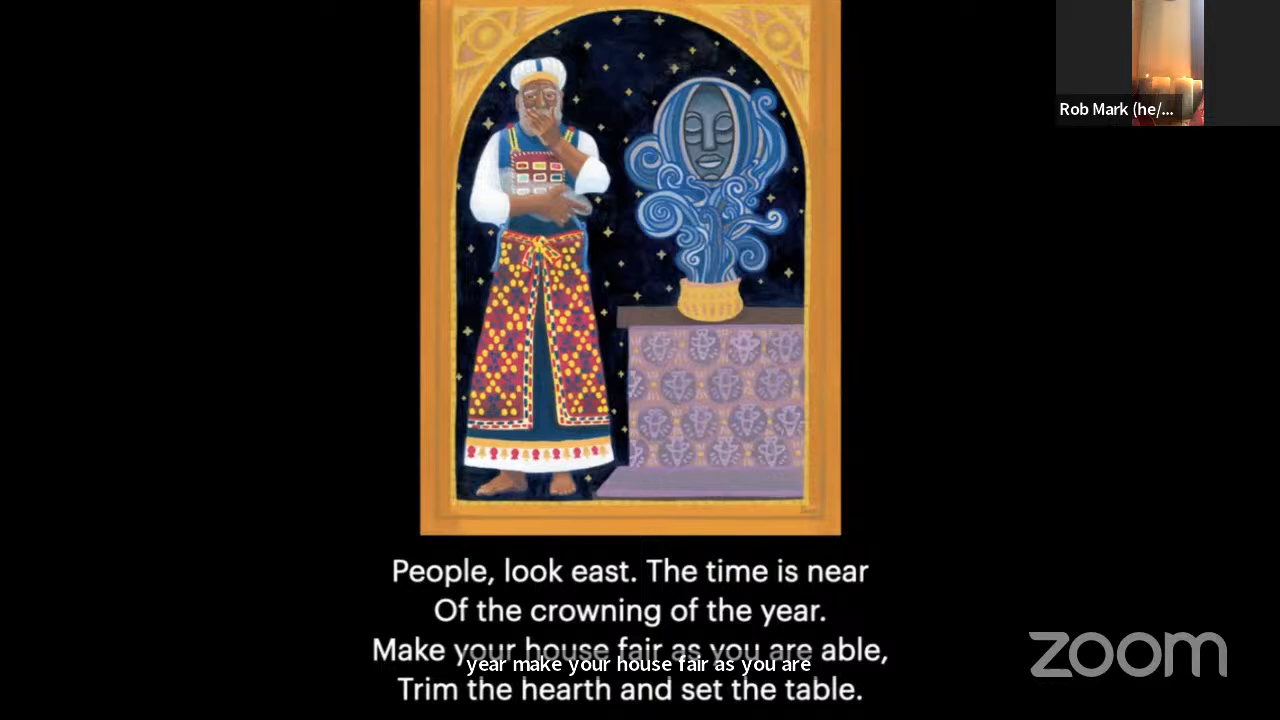 Rob Mark (he/...
People, look east. The time is near
Of the crowning of the year.
Make your house fair as you are able,
year make your house fair as you are
Trim the hearth and set the table.
zoom